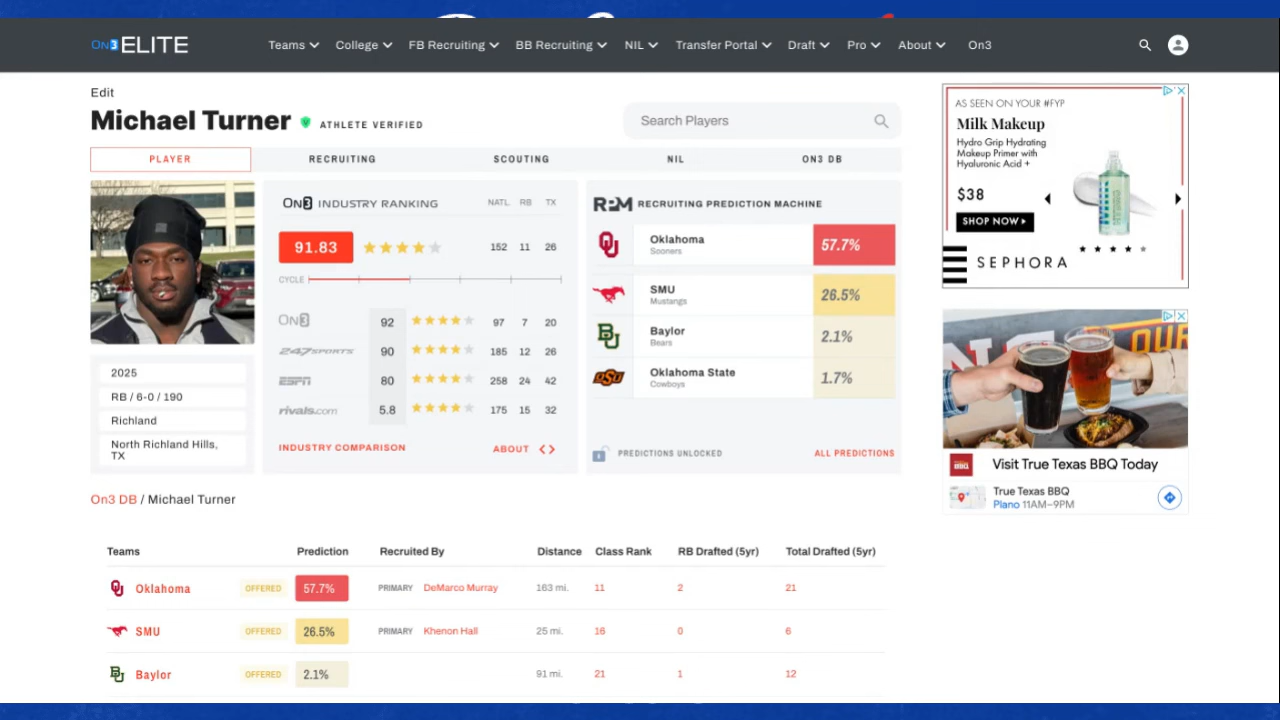 On3 ELITE Teams College FB Recruiting BB Recruiting NIL Transfer Portal Draft Pro About On3
Edit
Michael Turner ATHLETE VERIFIED
Search Players
PLAYER RECRUITING SCOUTING NIL ON3 DB
2025
RB / 6-0 / 190
Richland
North Richland Hills,
TX
On3 INDUSTRY RANKING NATL. RB TX
91.83 152 11 26
CYCLE
On3 92 97 7 20
247SPORTS 90 185 12 26
ESPN 80 258 24 42
rivals.com 5.8 175 15 32
INDUSTRY COMPARISON ABOUT
RPM RECRUITING PREDICTION MACHINE
Oklahoma
Sooners
57.7%
SMU
Mustangs
26.5%
Baylor
Bears
2.1%
Oklahoma State
Cowboys
1.7%
PREDICTIONS UNLOCKED ALL PREDICTIONS
On3 DB / Michael Turner
Teams Prediction Recruited By Distance Class Rank RB Drafted (5yr) Total Drafted (5yr)
OU Oklahoma OFFERED 57.7% PRIMARY DeMarco Murray 163 mi. 11 2 21
SMU OFFERED 26.5% PRIMARY Khenon Hall 25 mi. 16 0 6
BU Baylor OFFERED 2.1% 91 mi. 21 1 12
AS SEEN ON YOUR #FYP
Milk Makeup
Hydro Grip Hydrating
Makeup Primer with
Hyaluronic Acid +
$38
SHOP NOW
SEPHORA
BBQ
Visit True Texas BBQ Today
True Texas BBQ
Plano 11AM–9PM